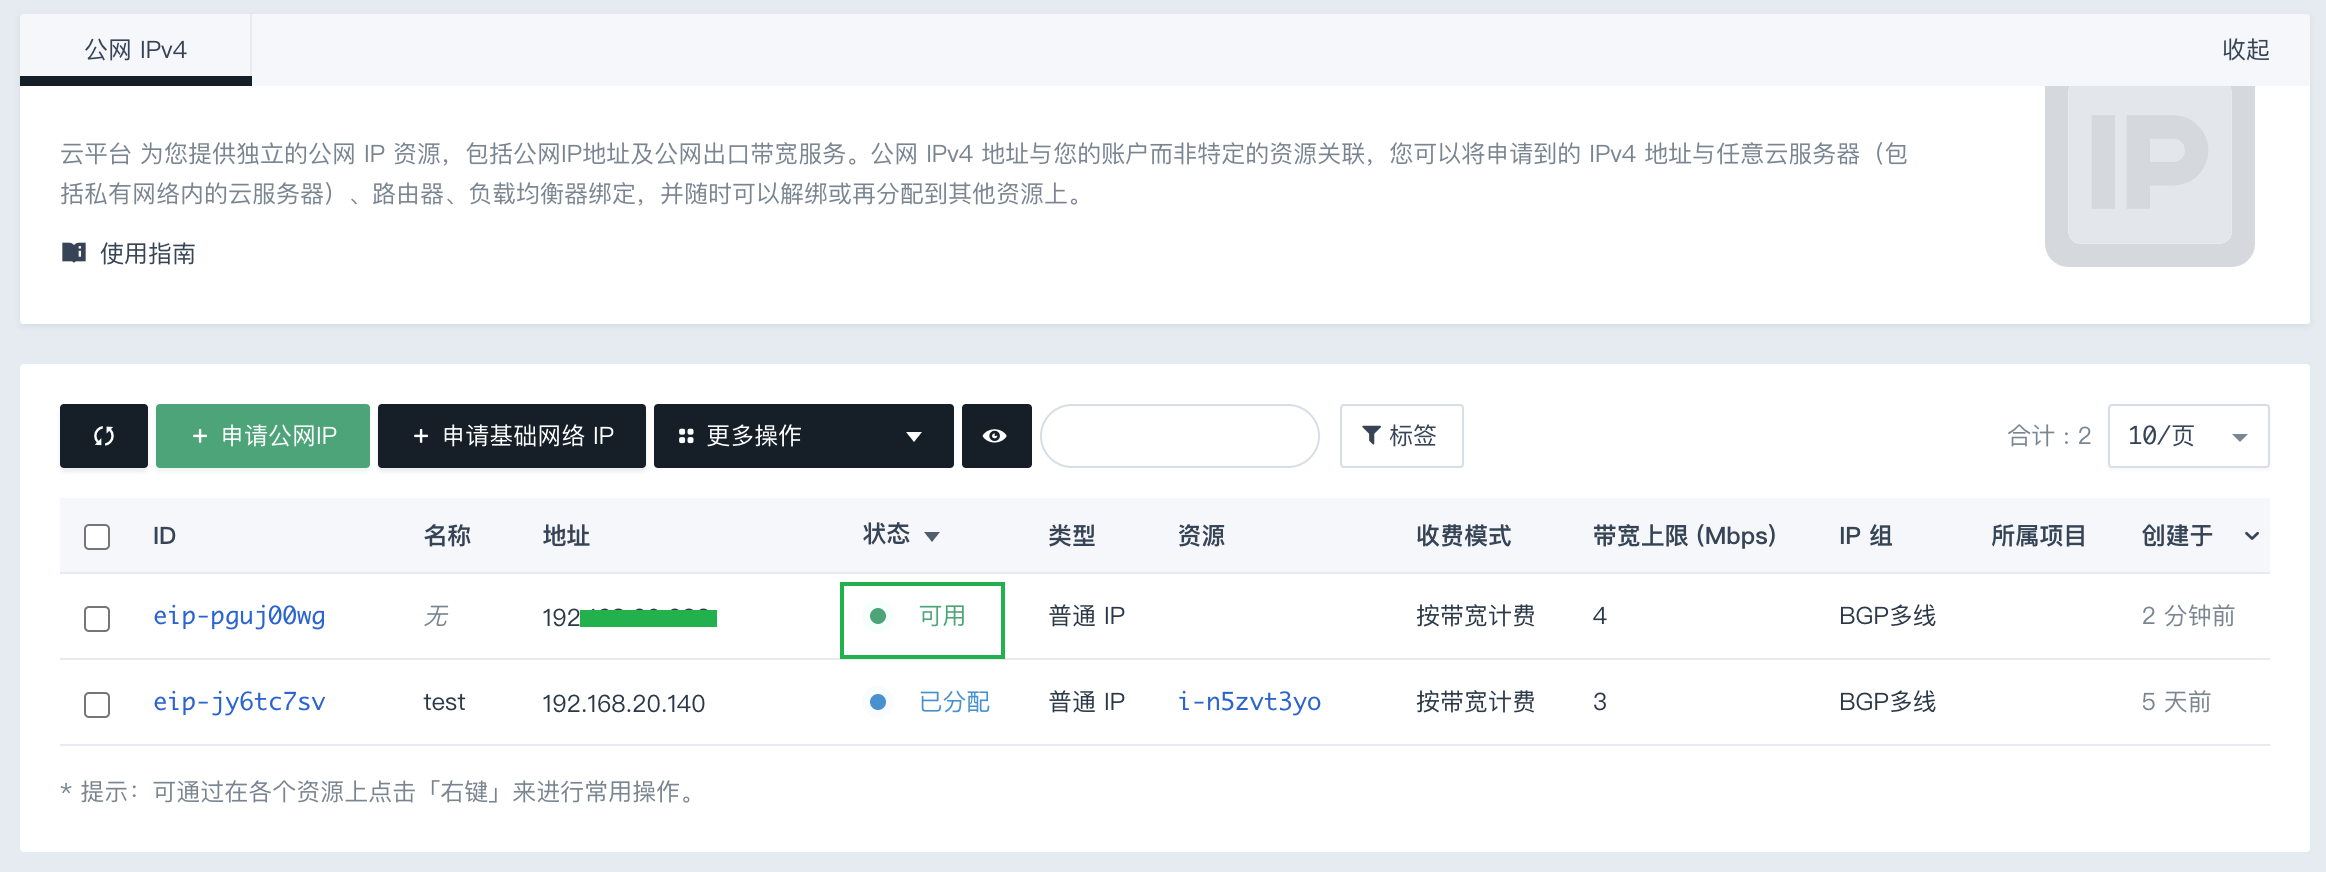 公网 IPv4
收起
云平台 为您提供独立的公网 IP 资源，包括公网IP地址及公网出口带宽服务。公网 IPv4 地址与您的账户而非特定的资源关联，您可以将申请到的 IPv4 地址与任意云服务器（包
括私有网络内的云服务器）、路由器、负载均衡器绑定，并随时可以解绑或再分配到其他资源上。
IP
使用指南
+ 申请公网IP + 申请基础网络 IP 更多操作 标签 合计：2 10/页
ID 名称 地址 状态 类型 资源 收费模式 带宽上限 (Mbps) IP 组 所属项目 创建于
eip-pguj00wg 无 192 可用 普通 IP 按带宽计费 4 BGP多线 2 分钟前
eip-jy6tc7sv test 192.168.20.140 已分配 普通 IP i-n5zvt3yo 按带宽计费 3 BGP多线 5 天前
* 提示：可通过在各个资源上点击「右键」来进行常用操作。